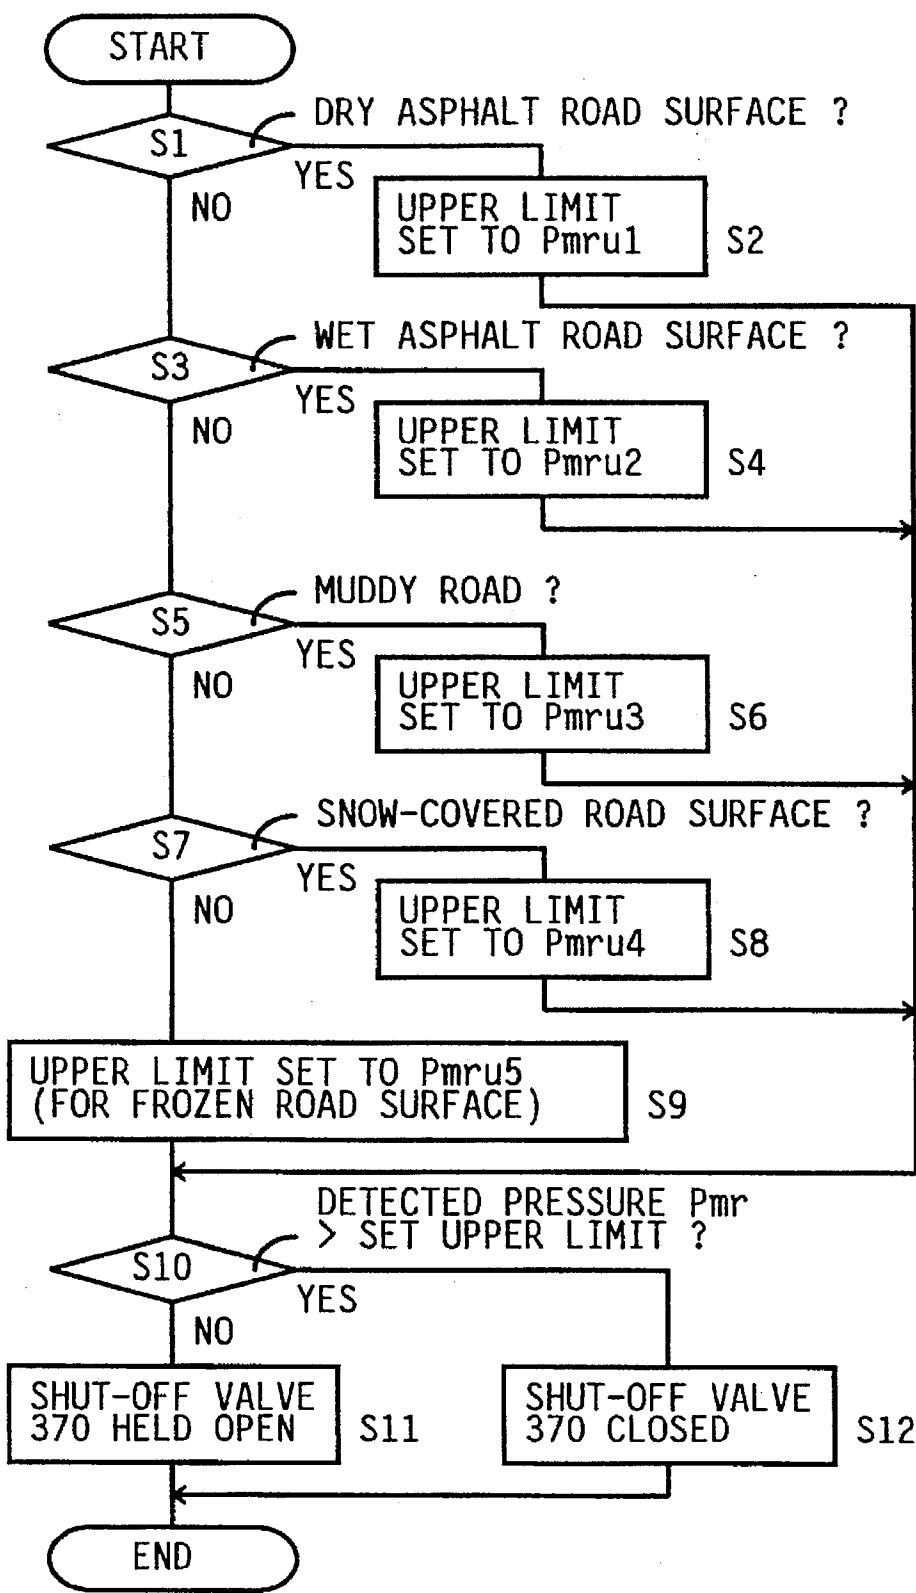 START
DRY ASPHALT ROAD SURFACE ?
S1
YES
NO
UPPER LIMIT
SET TO Pmru1
S2
WET ASPHALT ROAD SURFACE ?
S3
YES
NO
UPPER LIMIT
SET TO Pmru2
S4
MUDDY ROAD ?
S5
YES
NO
UPPER LIMIT
SET TO Pmru3
S6
SNOW-COVERED ROAD SURFACE ?
S7
YES
NO
UPPER LIMIT
SET TO Pmru4
S8
UPPER LIMIT SET TO Pmru5
(FOR FROZEN ROAD SURFACE)
S9
DETECTED PRESSURE Pmr
> SET UPPER LIMIT ?
S10
YES
NO
SHUT-OFF VALVE
370 HELD OPEN
S11
SHUT-OFF VALVE
370 CLOSED
S12
END